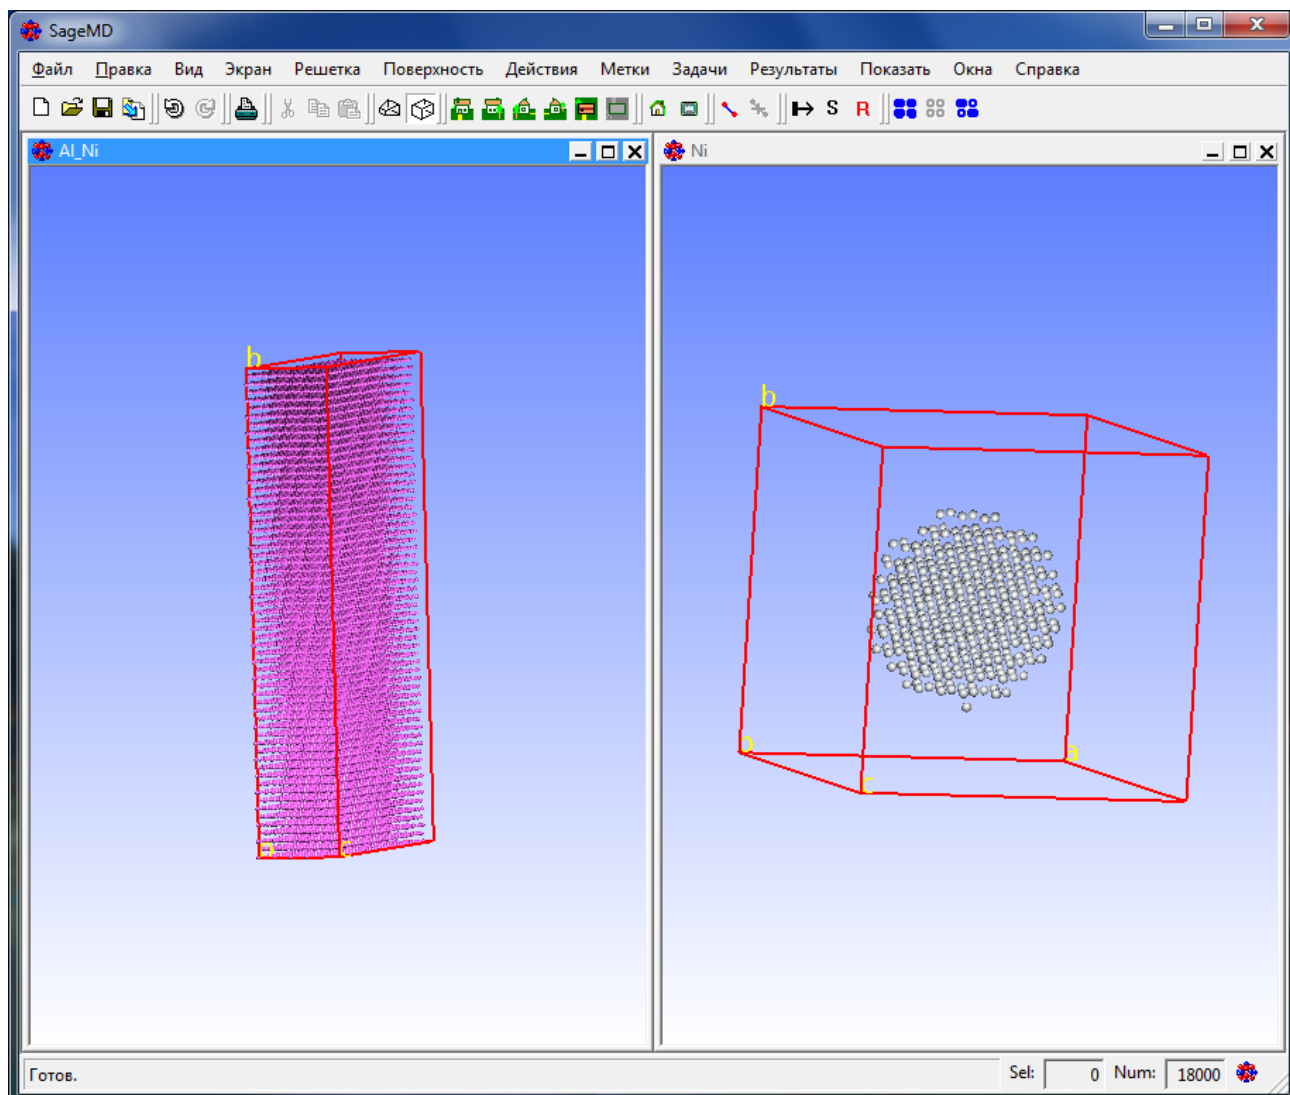 SageMD
Файл Правка Вид Экран Решетка Поверхность Действия Метки Задачи Результаты Показать Окна Справка
S R
Al_Ni
Ni
b
c
b
a
c
Готов.
Sel: 0 Num: 18000